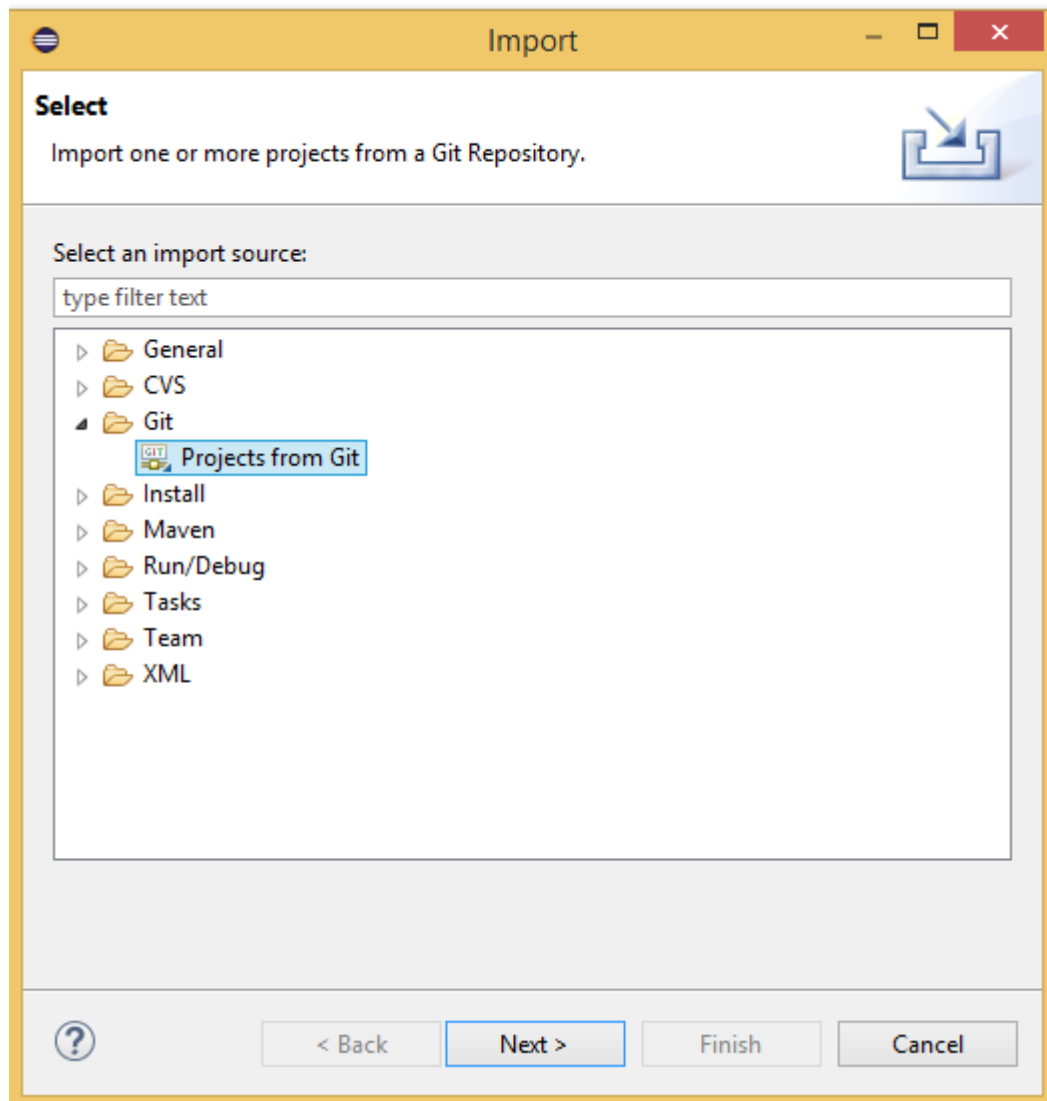 Import
Select
Import one or more projects from a Git Repository.
Select an import source:
type filter text
General
CVS
Git
GIT Projects from Git
Install
Maven
Run/Debug
Tasks
Team
XML
? < Back Next > Finish Cancel